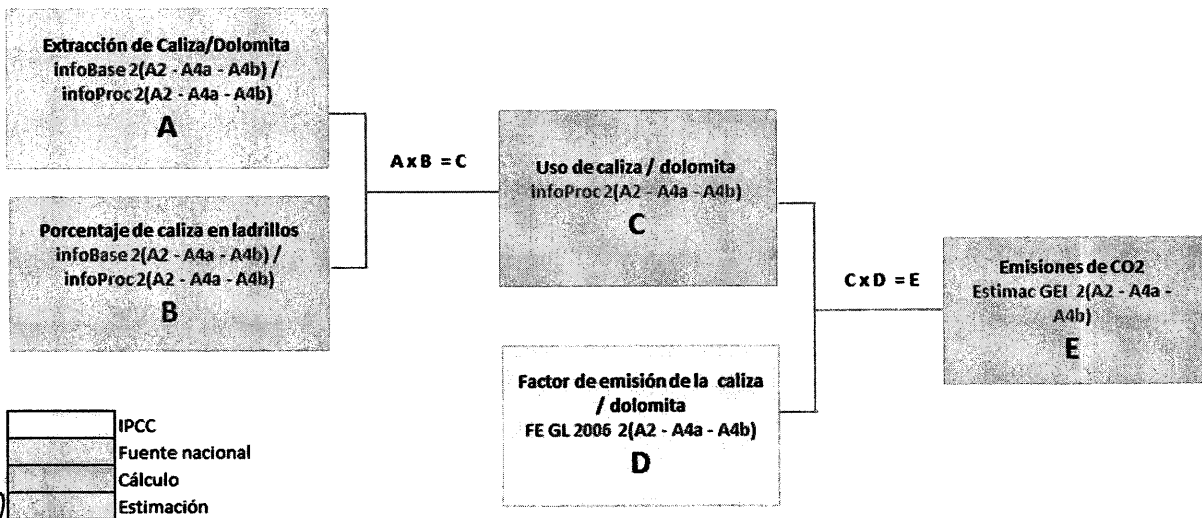 Extracción de Caliza/Dolomita
infoBase 2(A2 - A4a - A4b) /
infoProc 2(A2 - A4a - A4b)
A
Porcentaje de caliza en ladrillos
infoBase 2(A2 - A4a - A4b) /
infoProc 2(A2 - A4a - A4b)
B
A x B = C
Uso de caliza / dolomita
infoProc 2(A2 - A4a - A4b)
C
Factor de emisión de la caliza
/ dolomita
FE GL 2006 2(A2 - A4a - A4b)
D
C x D = E
Emisiones de CO2
Estimac GEI 2(A2 - A4a -
A4b)
E
IPCC
Fuente nacional
Cálculo
Estimación